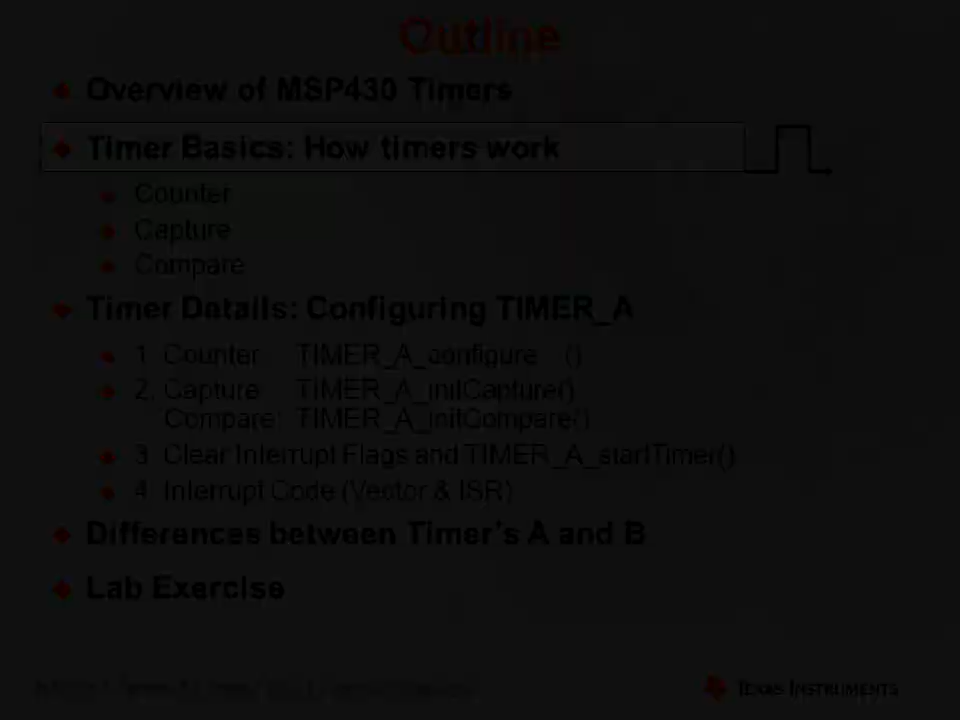 Outline
Overview of MSP430 Timers
Timer Basics: How timers work
Counter
Capture
Compare
Timer Details: Configuring TIMER_A
1. Counter: TIMER_A_configure ()
2. Capture: TIMER_A_initCapture()
Compare: TIMER_A_initCompare()
3. Clear Interrupt Flags and TIMER_A_startTimer()
4. Interrupt Code (Vector & ISR)
Differences between Timer's A and B
Lab Exercise
TEXAS INSTRUMENTS